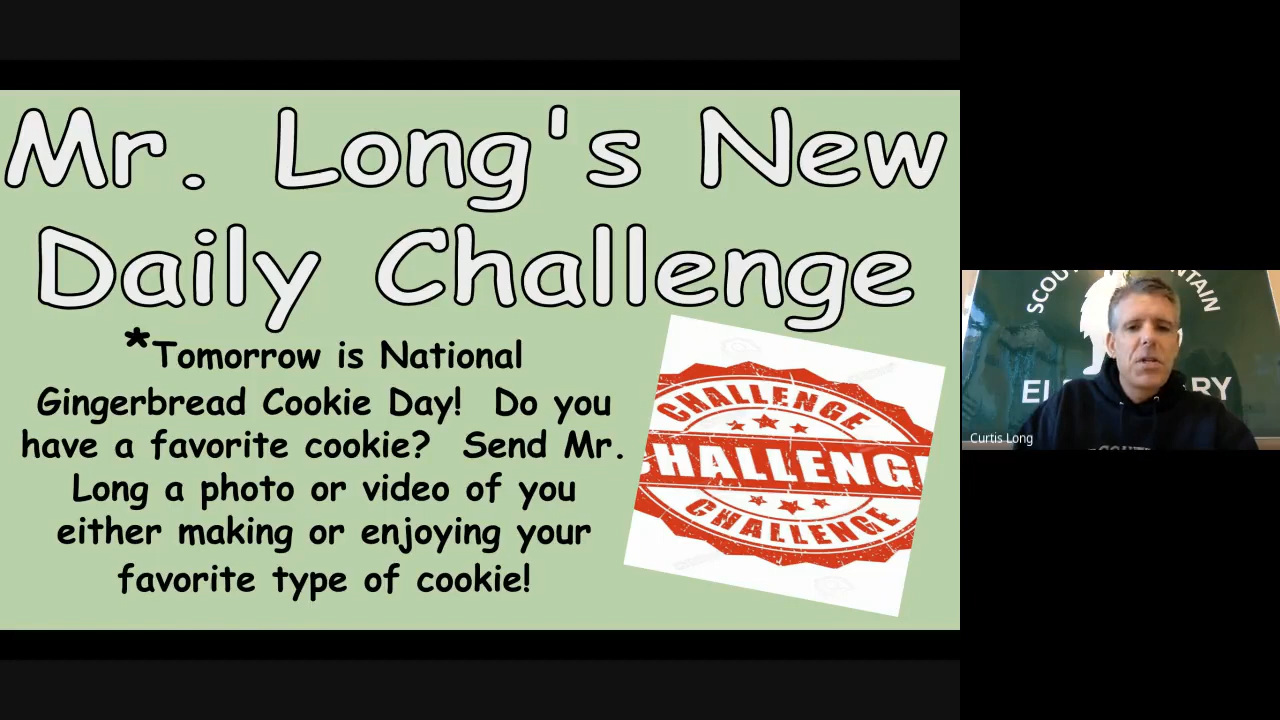 Mr. Long's New
Daily Challenge
*Tomorrow is National
Gingerbread Cookie Day!  Do you
have a favorite cookie?  Send Mr.
Long a photo or video of you
either making or enjoying your
favorite type of cookie!
CHALLENGE
CHALLENGE
CHALLENGE
Curtis Long